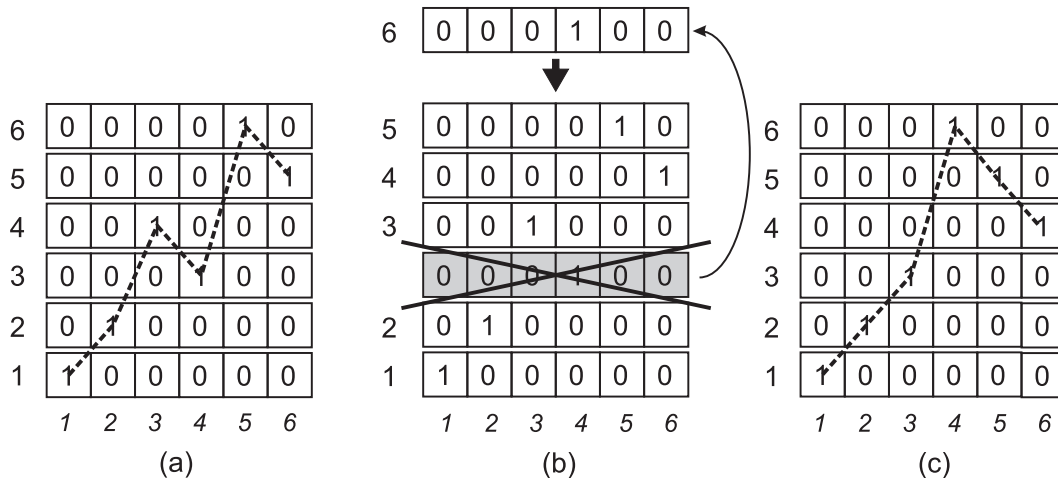 6 0 0 0 1 0 0
6 0 0 0 0 1 0
5 0 0 0 0 0 1
4 0 0 1 0 0 0
3 0 0 0 1 0 0
2 0 1 0 0 0 0
1 1 0 0 0 0 0
1 2 3 4 5 6
(a)
5 0 0 0 0 1 0
4 0 0 0 0 0 1
3 0 0 1 0 0 0
0 0 0 1 0 0
2 0 1 0 0 0 0
1 1 0 0 0 0 0
1 2 3 4 5 6
(b)
6 0 0 0 1 0 0
5 0 0 0 0 1 0
4 0 0 0 0 0 1
3 0 0 1 0 0 0
2 0 1 0 0 0 0
1 1 0 0 0 0 0
1 2 3 4 5 6
(c)